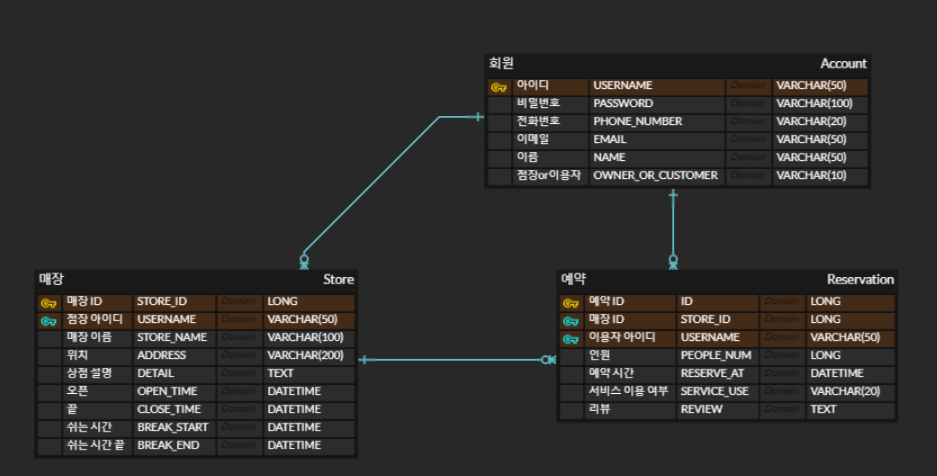 회원 Account
아이디 USERNAME Domain VARCHAR(50)
비밀번호 PASSWORD Domain VARCHAR(100)
전화번호 PHONE_NUMBER Domain VARCHAR(20)
이메일 EMAIL Domain VARCHAR(50)
이름 NAME Domain VARCHAR(50)
점장or이용자 OWNER_OR_CUSTOMER Domain VARCHAR(10)
매장 Store
매장 ID STORE_ID Domain LONG
점장 아이디 USERNAME Domain VARCHAR(50)
매장 이름 STORE_NAME Domain VARCHAR(100)
위치 ADDRESS Domain VARCHAR(200)
상점 설명 DETAIL Domain TEXT
오픈 OPEN_TIME Domain DATETIME
끝 CLOSE_TIME Domain DATETIME
쉬는 시간 BREAK_START Domain DATETIME
쉬는 시간 끝 BREAK_END Domain DATETIME
예약 Reservation
예약 ID ID Domain LONG
매장 ID STORE_ID Domain LONG
이용자 아이디 USERNAME Domain VARCHAR(50)
인원 PEOPLE_NUM Domain LONG
예약 시간 RESERVE_AT Domain DATETIME
서비스 이용 여부 SERVICE_USE Domain VARCHAR(20)
리뷰 REVIEW Domain TEXT